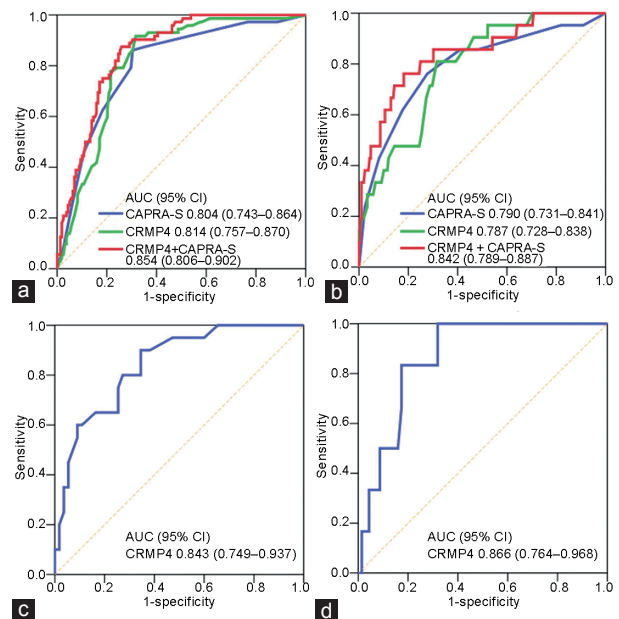 1.0
0.8
0.6
0.4
0.2
0.0
Sensitivity
AUC (95% CI)
CAPRA-S 0.804 (0.743–0.864)
CRMP4 0.814 (0.757–0.870)
CRMP4+CAPRA-S
0.854 (0.806–0.902)
0.0 0.2 0.4 0.6 0.8 1.0
1-specificity
a
1.0
0.8
0.6
0.4
0.2
0.0
Sensitivity
AUC (95% CI)
CAPRA-S 0.790 (0.731–0.841)
CRMP4 0.787 (0.728–0.838)
CRMP4 + CAPRA-S
0.842 (0.789–0.887)
0.0 0.2 0.4 0.6 0.8 1.0
1-specificity
b
1.0
0.8
0.6
0.4
0.2
0.0
Sensitivity
AUC (95% CI)
CRMP4 0.843 (0.749–0.937)
0.0 0.2 0.4 0.6 0.8 1.0
1-specificity
c
1.0
0.8
0.6
0.4
0.2
0.0
Sensitivity
AUC (95% CI)
CRMP4 0.866 (0.764–0.968)
0.0 0.2 0.4 0.6 0.8 1.0
1-specificity
d